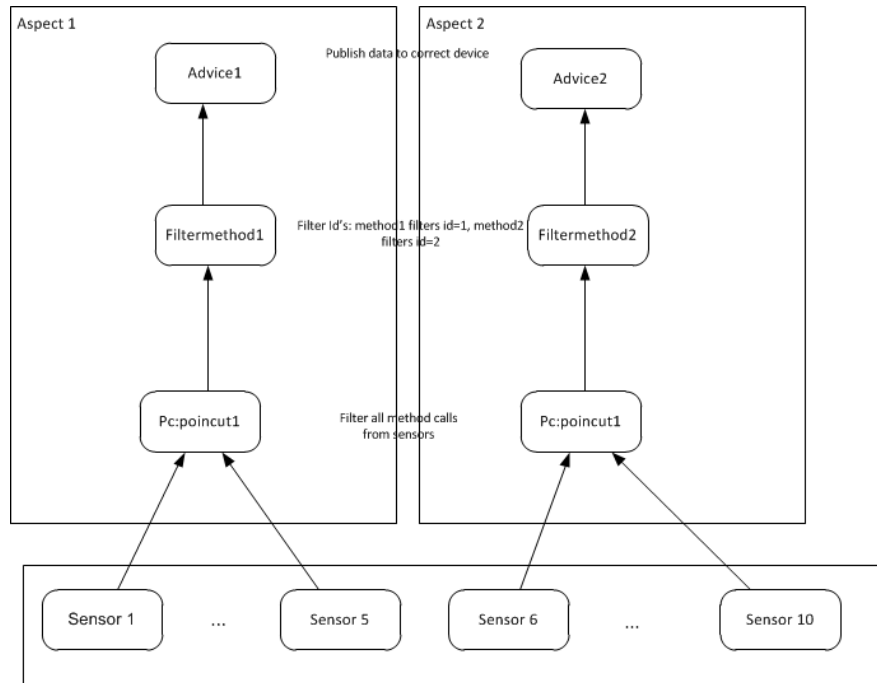 Aspect 1
Aspect 2
Publish data to correct device
Advice1
Advice2
Filtermethod1
Filter Id's: method1 filters id=1, method2
filters id=2
Filtermethod2
Pc:poincut1
Filter all method calls
from sensors
Pc:poincut1
Sensor 1
...
Sensor 5
Sensor 6
...
Sensor 10